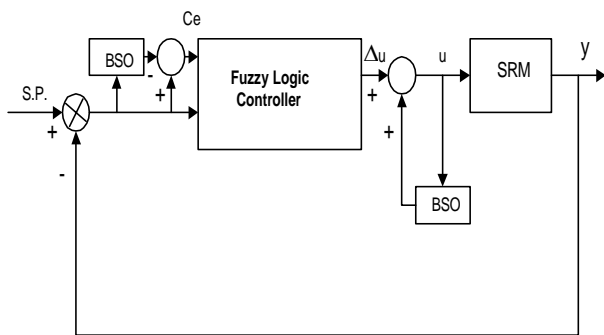 Ce
BSO
-
+
Fuzzy Logic
Controller
Δu
+
+
u
SRM
y
S.P.
+
-
BSO